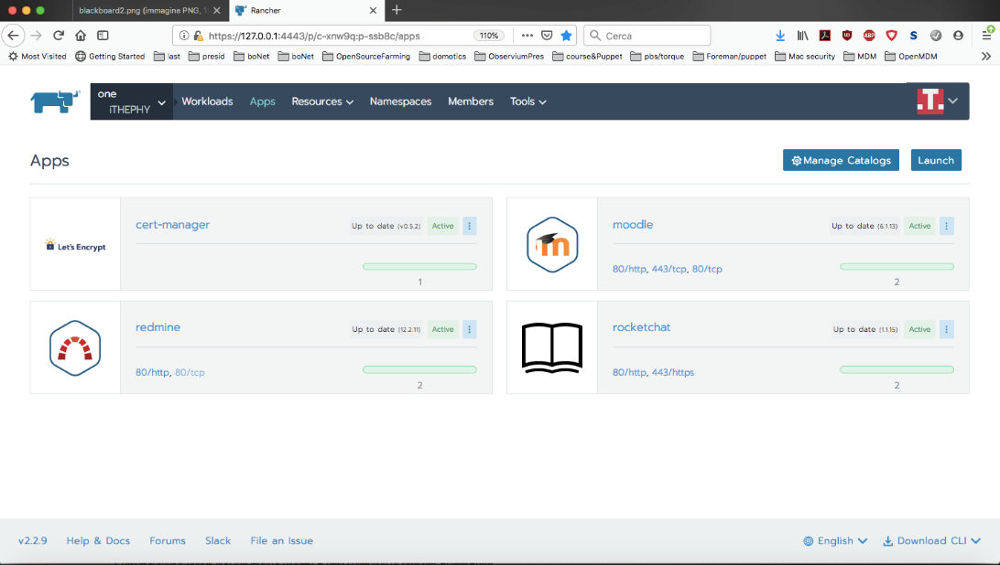 blackboard2.png (immagine PNG, 1
Rancher
https://127.0.0.1:4443/p/c-xnw9q:p-ssb8c/apps
110%
Cerca
Most Visited
Getting Started
last
presid
boNet
boNet
OpenSourceFarming
domotics
ObserviumPres
course&Puppet
pbs/torque
Foreman/puppet
Mac security
MDM
OpenMDM
one
iTHEPHY
Workloads
Apps
Resources
Namespaces
Members
Tools
Apps
Manage Catalogs
Launch
Let's Encrypt
cert-manager
Up to date (v0.5.2)
Active
1
moodle
Up to date (6.1.13)
Active
80/http, 443/tcp, 80/tcp
2
redmine
Up to date (12.2.11)
Active
80/http, 80/tcp
2
rocketchat
Up to date (1.1.15)
Active
80/http, 443/https
2
v2.2.9
Help & Docs
Forums
Slack
File an Issue
English
Download CLI